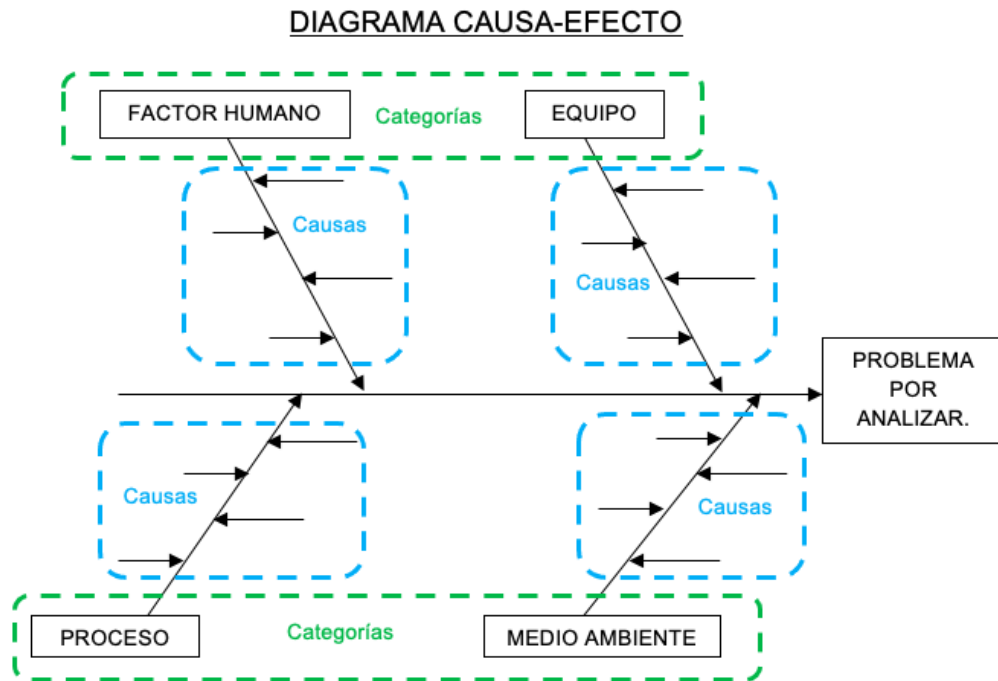 DIAGRAMA CAUSA-EFECTO
FACTOR HUMANO
Categorías
EQUIPO
Causas
Causas
PROBLEMA
POR
ANALIZAR.
Causas
Causas
PROCESO
Categorías
MEDIO AMBIENTE